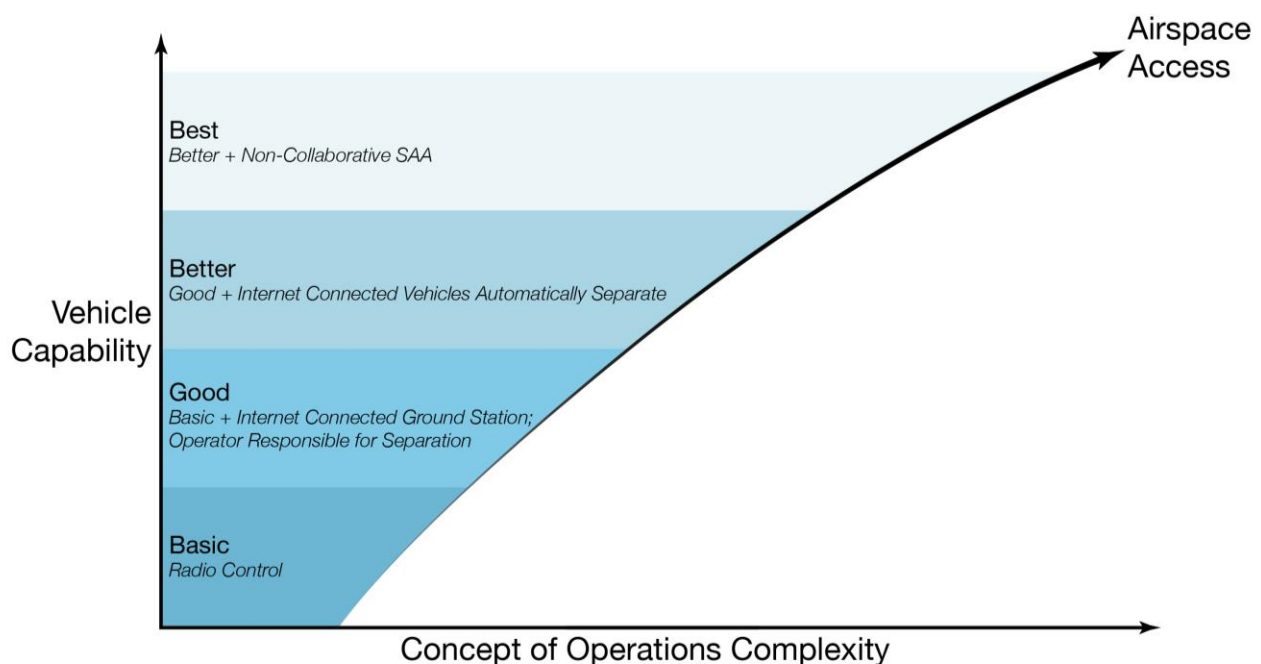 Airspace
Access
Best
Better + Non-Collaborative SAA
Better
Good + Internet Connected Vehicles Automatically Separate
Vehicle
Capability
Good
Basic + Internet Connected Ground Station;
Operator Responsible for Separation
Basic
Radio Control
Concept of Operations Complexity